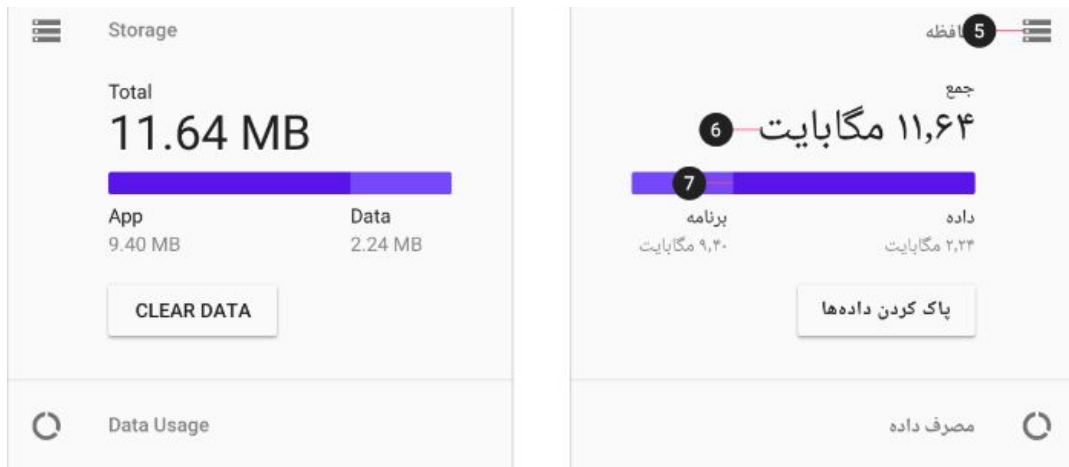 Storage
Total
11.64 MB
App
Data
9.40 MB
2.24 MB
CLEAR DATA
Data Usage
5
جمع
۱۱,۶۴ مگابایت
6
7
داده
برنامه
۲,۲۴ مگابایت
۹,۴۰ مگابایت
پاک کردن داده‌ها
مصرف داده